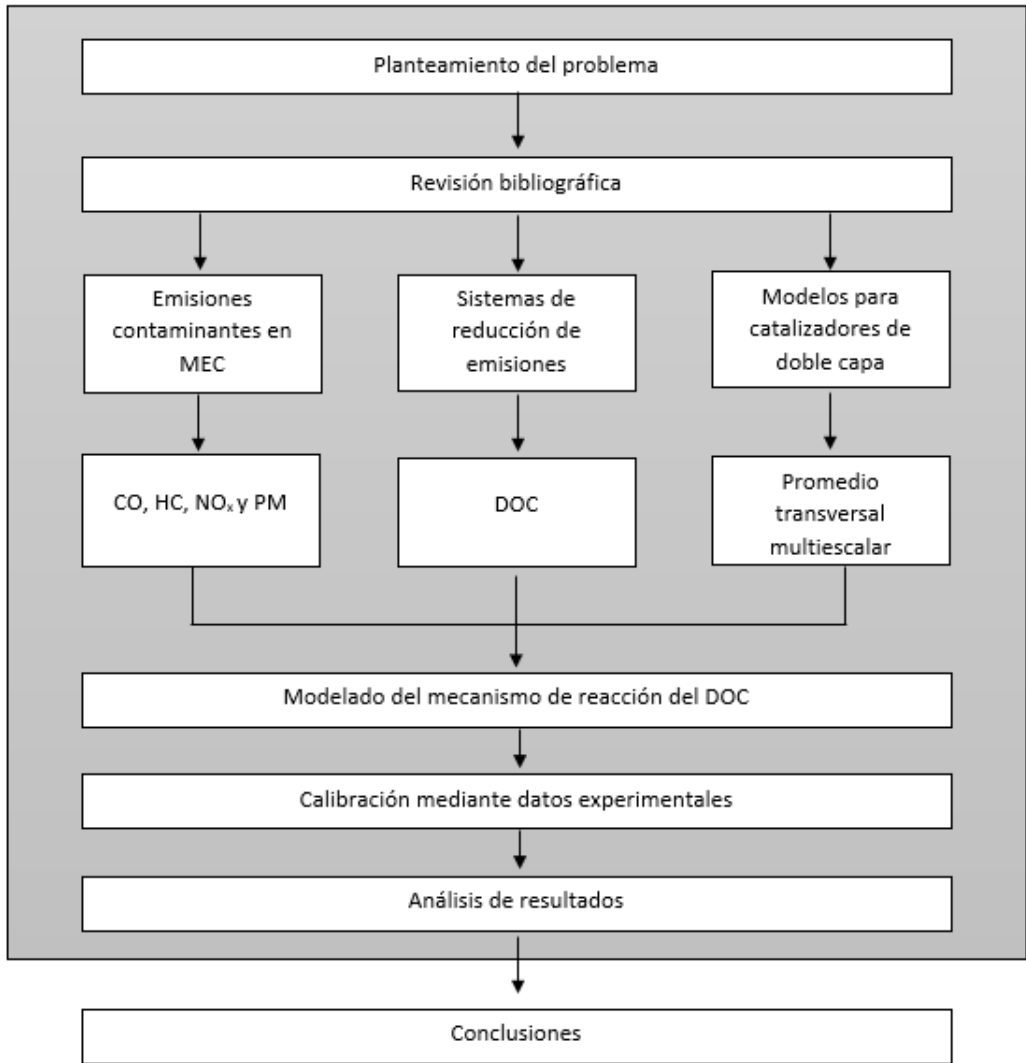 Planteamiento del problema
Revisión bibliográfica
Emisiones
contaminantes en
MEC
Sistemas de
reducción de
emisiones
Modelos para
catalizadores de
doble capa
CO, HC, NOₓ y PM
DOC
Promedio
transversal
multiescalar
Modelado del mecanismo de reacción del DOC
Calibración mediante datos experimentales
Análisis de resultados
Conclusiones